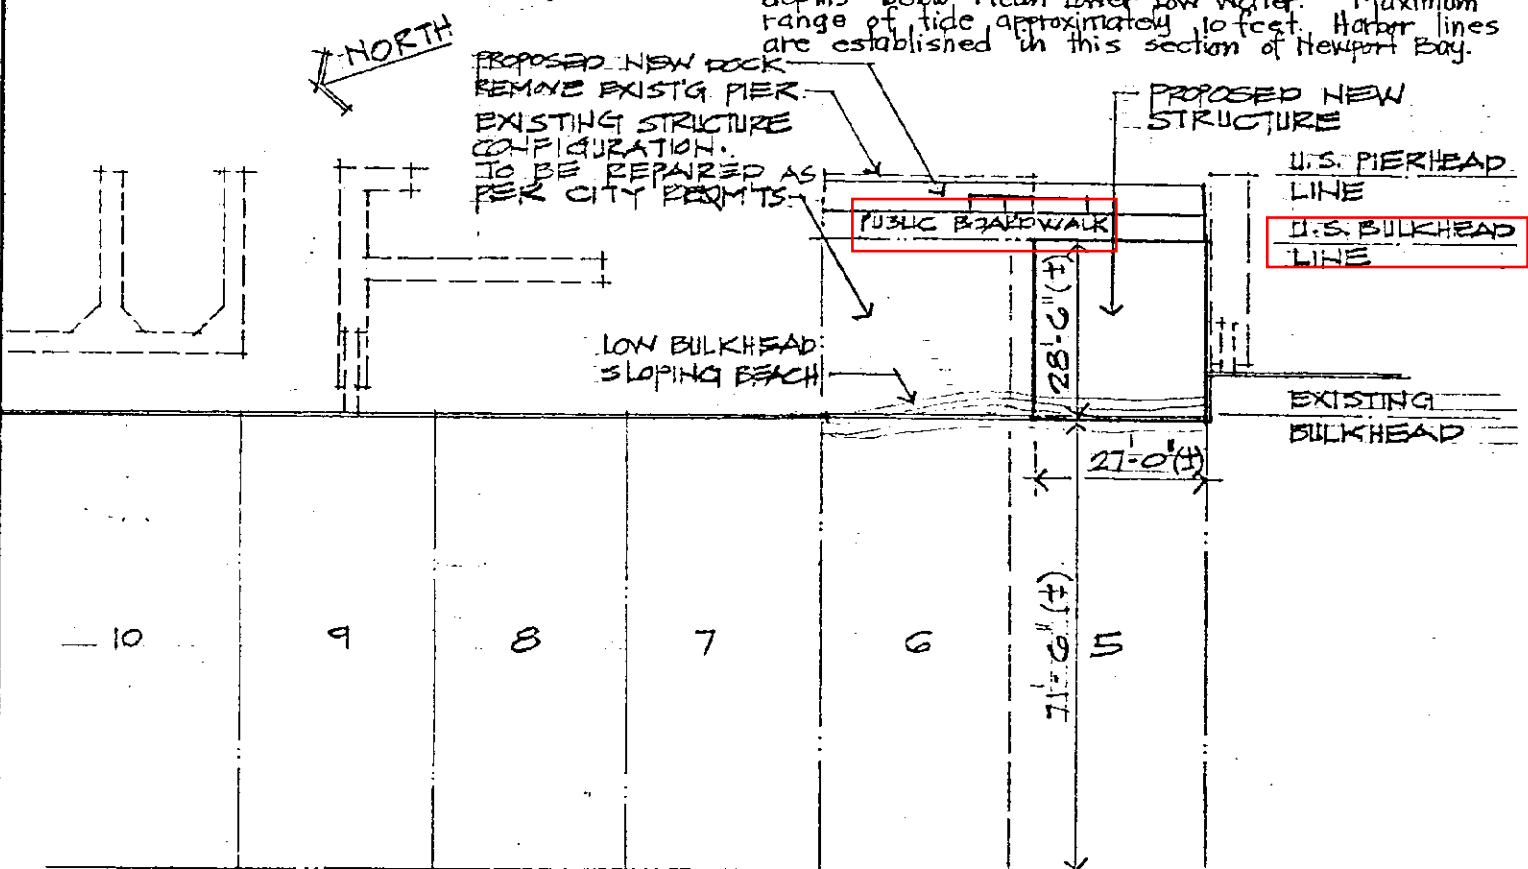 range of tide approximately 10 feet. Harbor lines
are established in this section of Newport Bay.
NORTH
PROPOSED NEW DOCK
REMOVE EXIST'G PIER
EXISTING STRUCTURE
CONFIGURATION.
TO BE REPAIRED AS
PER CITY REQM'TS.
PROPOSED NEW
STRUCTURE
U.S. PIERHEAD
LINE
PUBLIC BOARDWALK
U.S. BULKHEAD
LINE
28'-6" (±)
LOW BULKHEAD
SLOPING BEACH
EXISTING
BULKHEAD
27'-0" (±)
71'-6" (±)
10
9
8
7
6
5